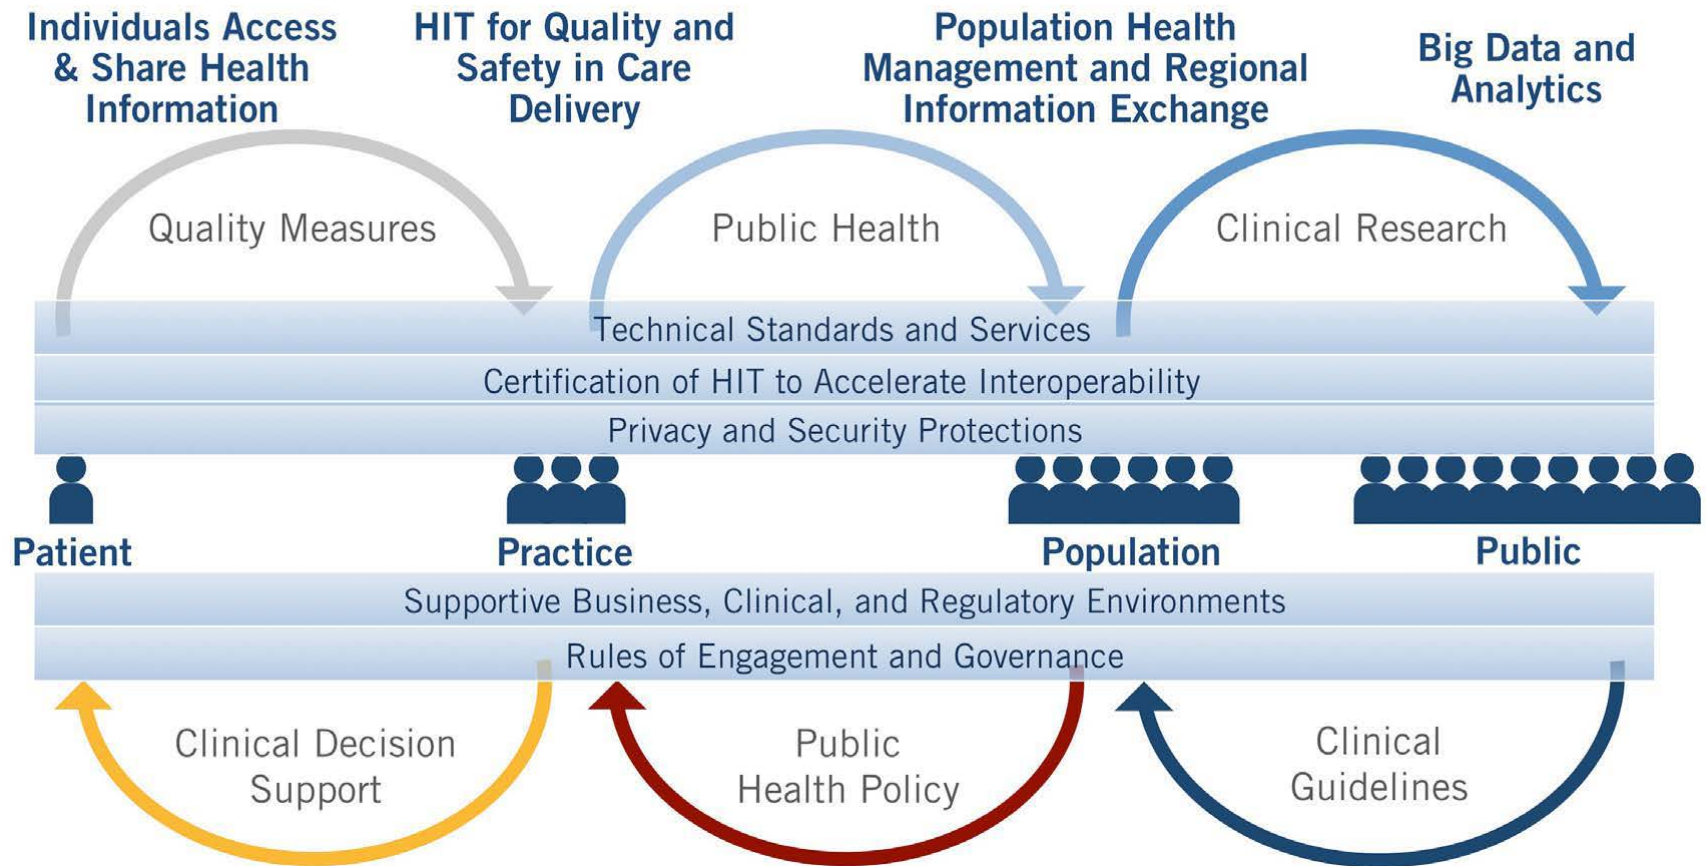 Individuals Access
& Share Health
Information
HIT for Quality and
Safety in Care
Delivery
Population Health
Management and Regional
Information Exchange
Big Data and
Analytics
Quality Measures
Public Health
Clinical Research
Technical Standards and Services
Certification of HIT to Accelerate Interoperability
Privacy and Security Protections
Patient
Practice
Population
Public
Supportive Business, Clinical, and Regulatory Environments
Rules of Engagement and Governance
Clinical Decision
Support
Public
Health Policy
Clinical
Guidelines